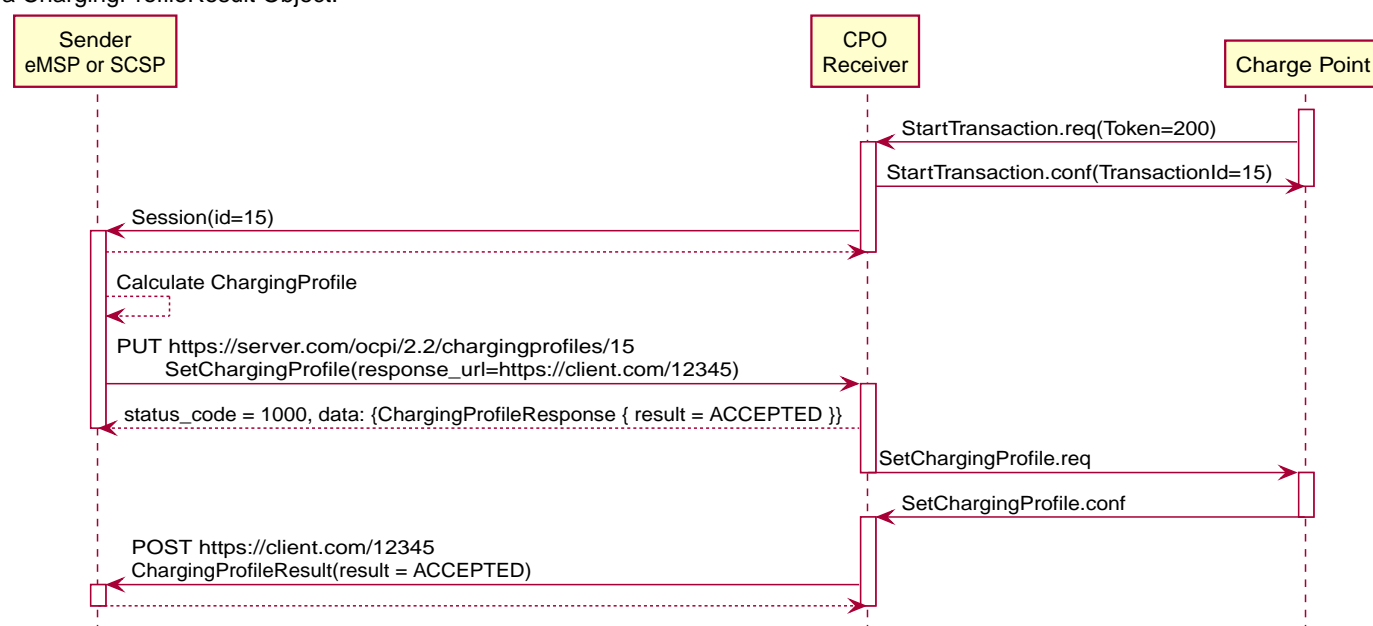 a ChargingProfileResult Object.
Sender
eMSP or SCSP
CPO
Receiver
Charge Point
StartTransaction.req(Token=200)
StartTransaction.conf(TransactionId=15)
Session(id=15)
Calculate ChargingProfile
PUT https://server.com/ocpi/2.2/chargingprofiles/15
SetChargingProfile(response_url=https://client.com/12345)
status_code = 1000, data: {ChargingProfileResponse { result = ACCEPTED }}
SetChargingProfile.req
SetChargingProfile.conf
POST https://client.com/12345
ChargingProfileResult(result = ACCEPTED)